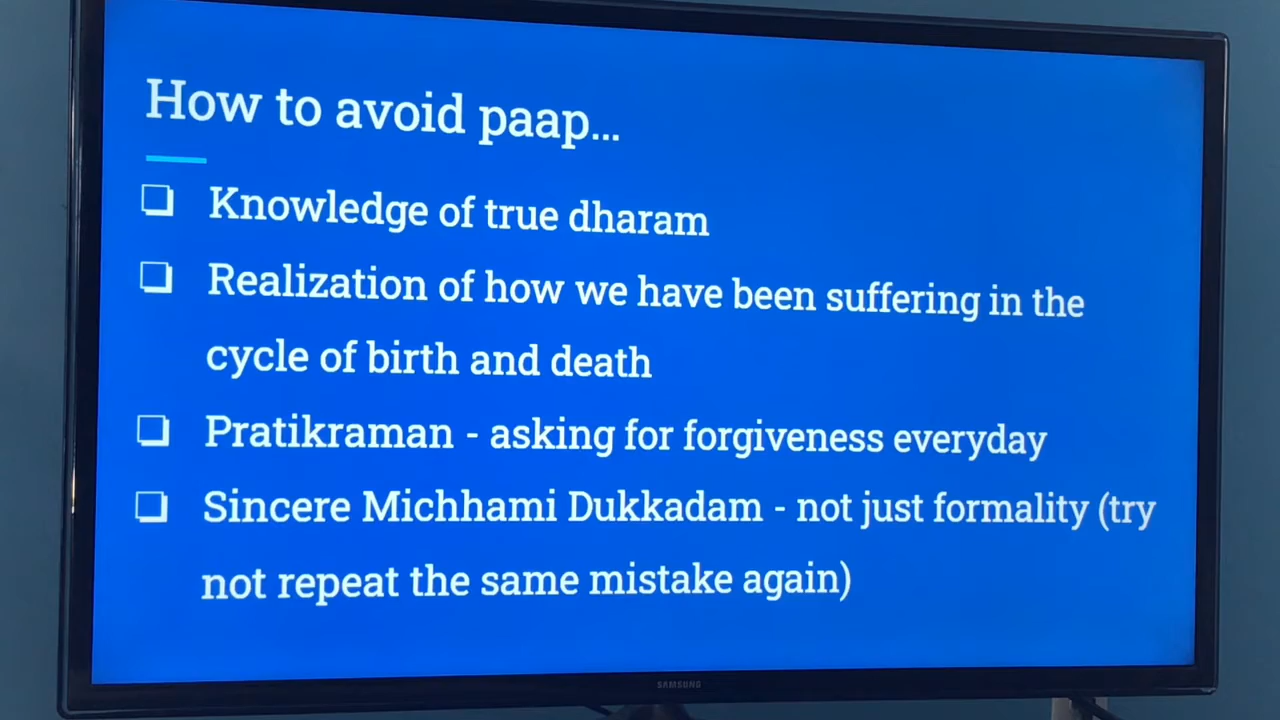 How to avoid paap...
❏ Knowledge of true dharam
❏ Realization of how we have been suffering in the
cycle of birth and death
❏ Pratikraman - asking for forgiveness everyday
❏ Sincere Michhami Dukkadam - not just formality (try
not repeat the same mistake again)
SAMSUNG